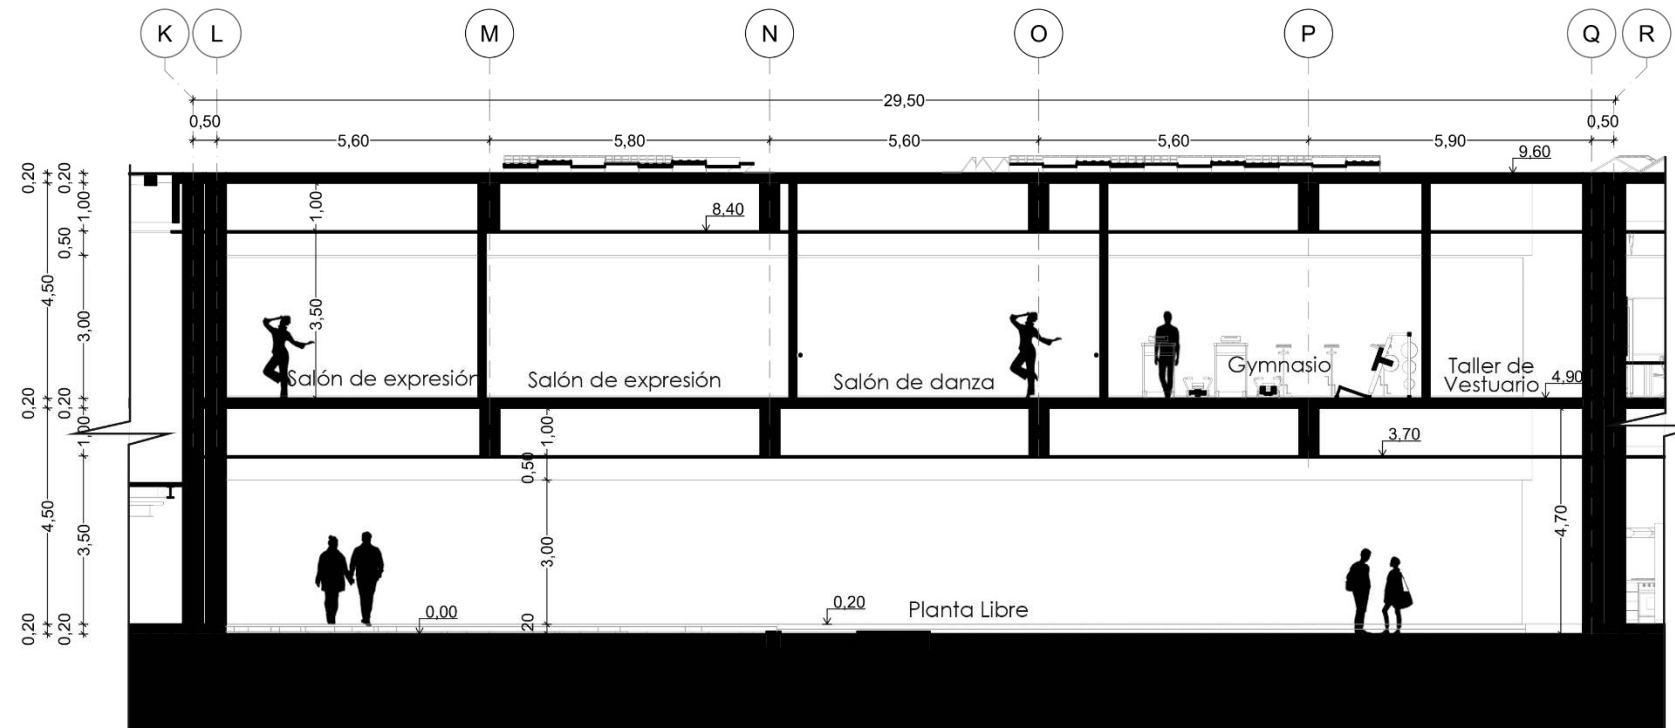 K L M N O P Q R
29,50
0,50 0,50
5,60 5,80 5,60 5,60 5,90
9,60
0,20 0,20
1,00 1,00
8,40
0,50
4,50 3,00 3,50
Salón de expresión Salón de expresión Salón de danza Gymnasio Taller de
Vestuario
4,90
0,20 0,20
1,00 1,00
3,70
0,50
4,50 3,50 3,00 4,70
0,00 0,20 Planta Libre
0,20 0,20 20